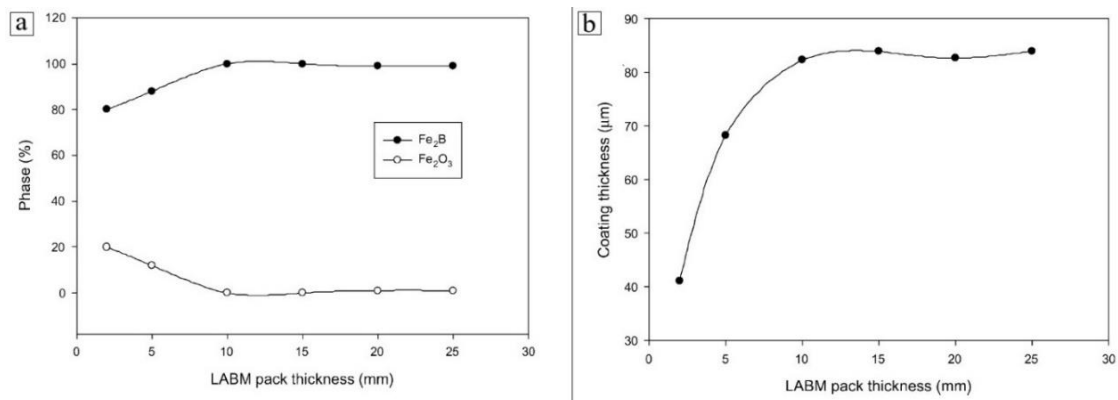 a
120
100
80
60
40
20
0
Phase (%)
Fe₂B
Fe₂O₃
0 5 10 15 20 25 30
LABM pack thickness (mm)
b
90
80
70
60
50
40
30
Coating thickness (µm)
0 5 10 15 20 25 30
LABM pack thickness (mm)